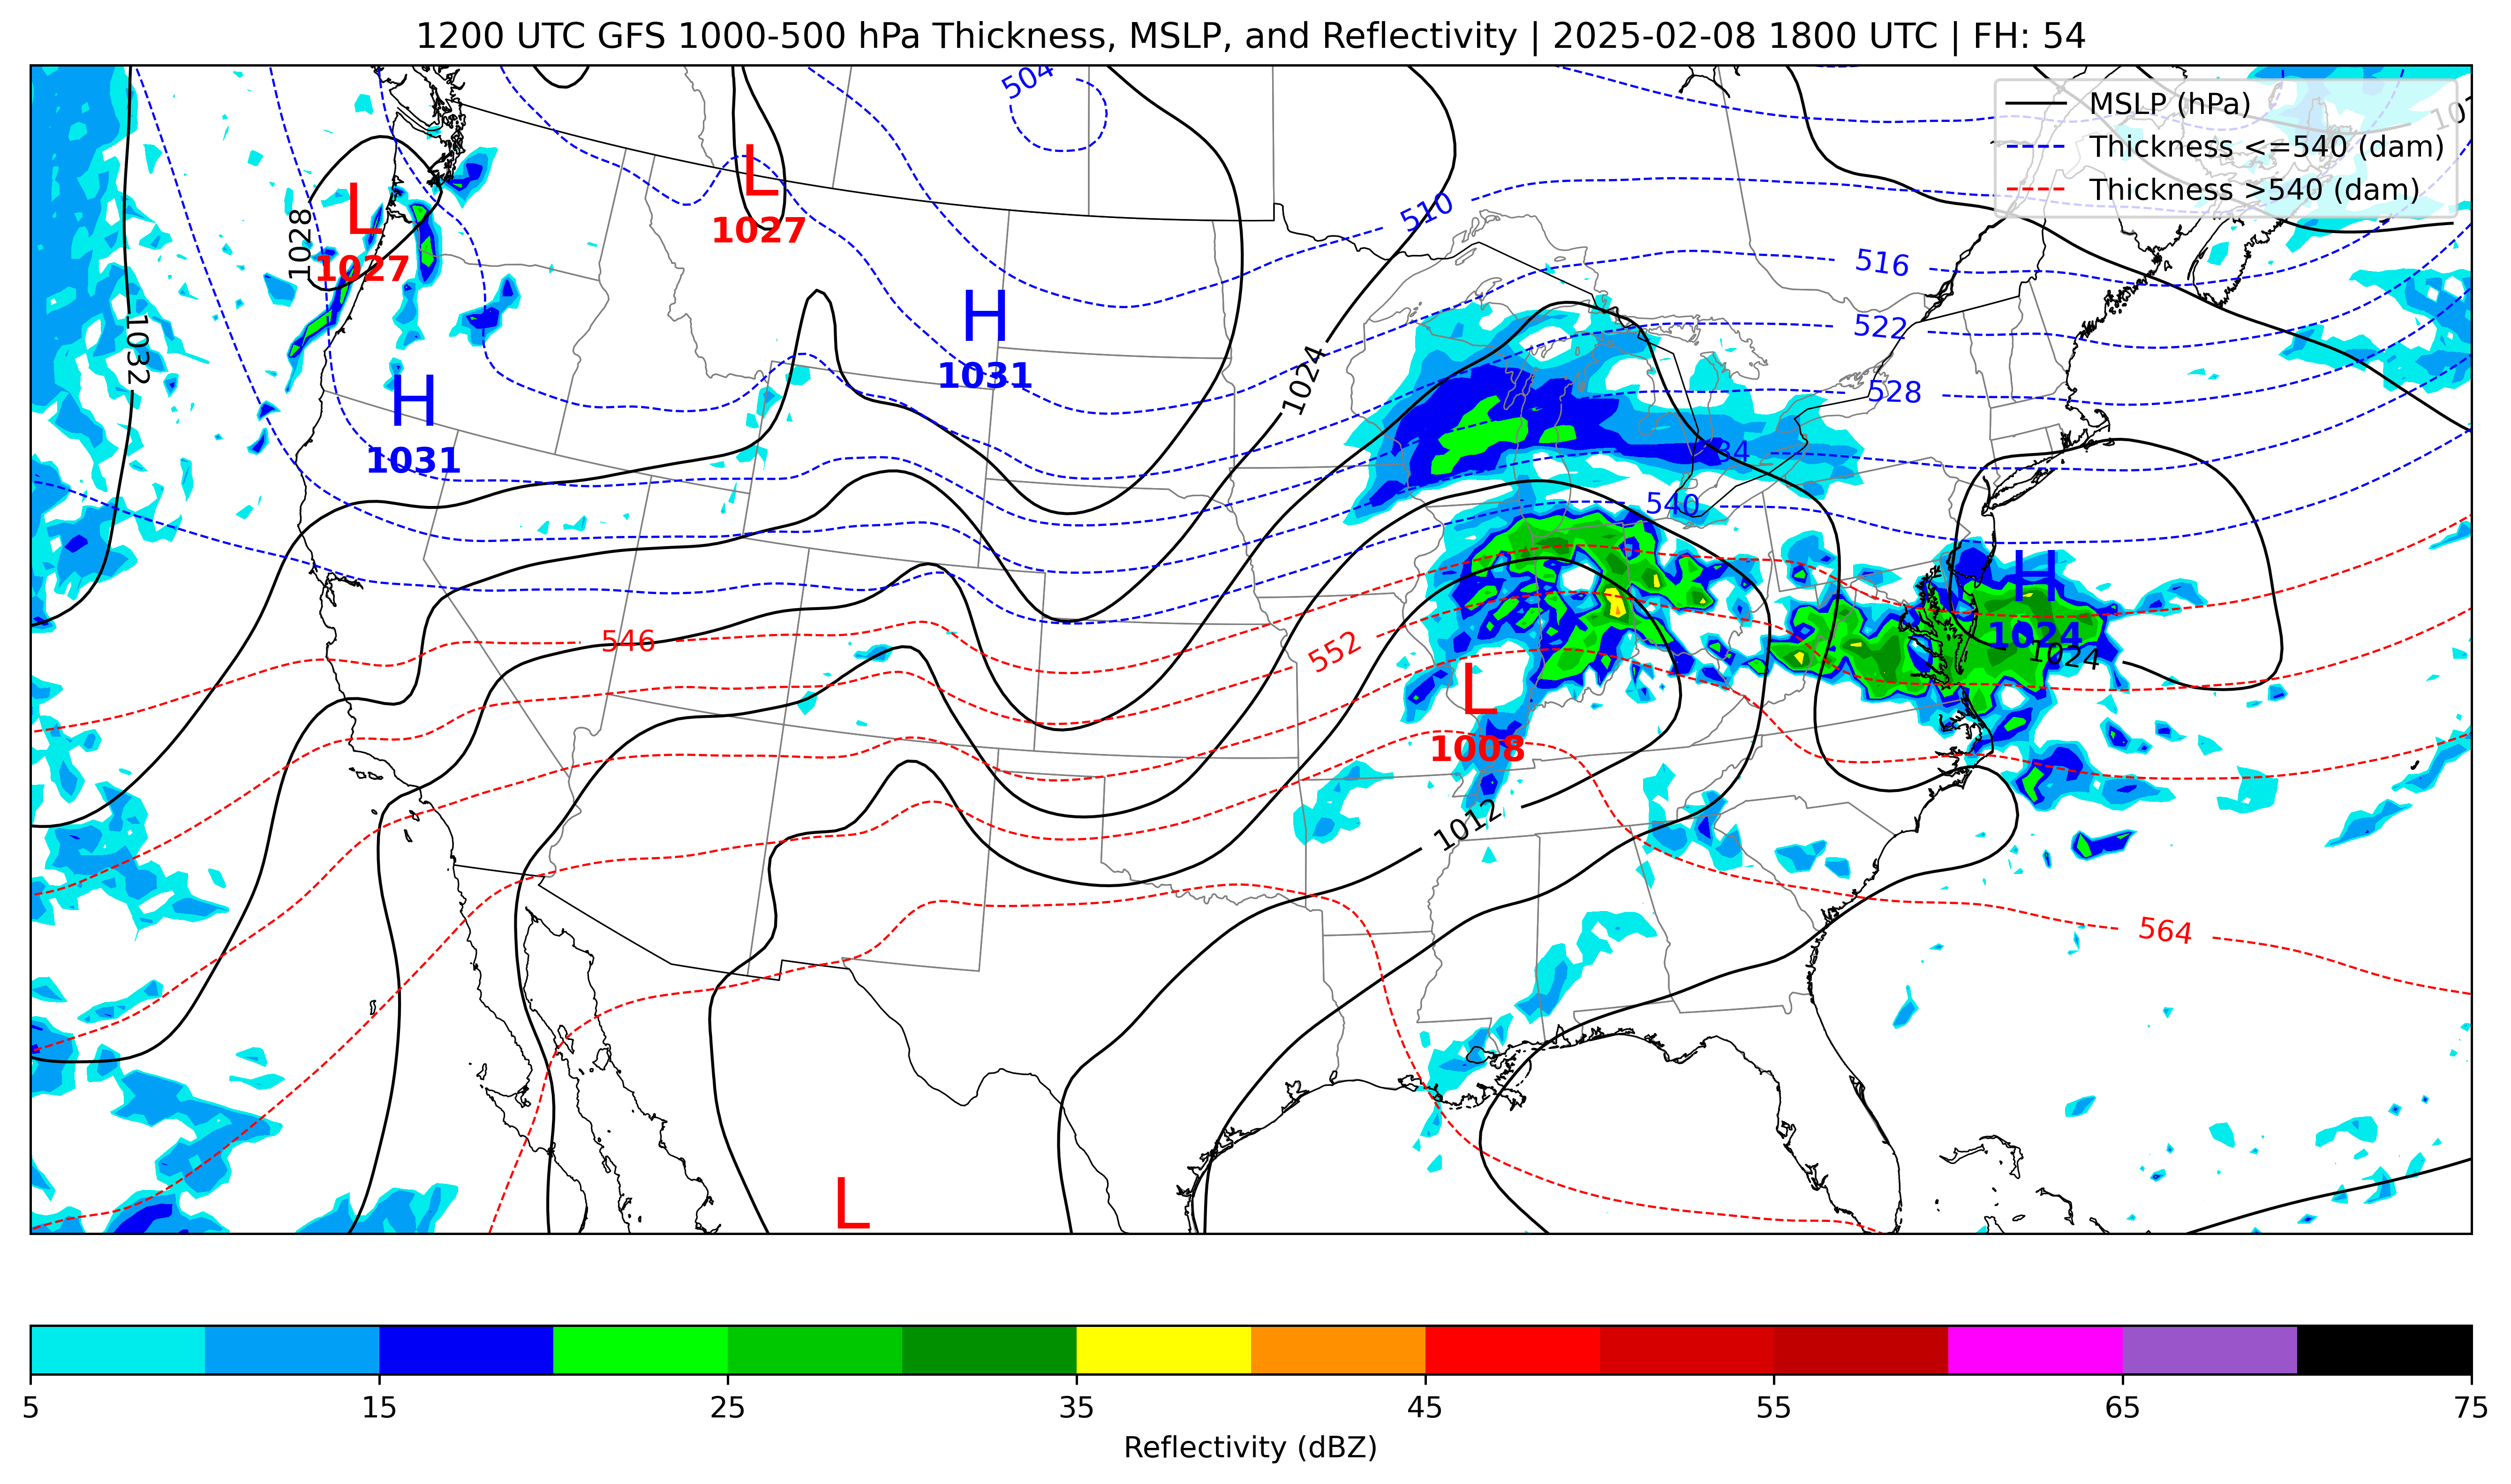 1200 UTC GFS 1000-500 hPa Thickness, MSLP, and Reflectivity | 2025-02-08 1800 UTC | FH: 54
504
MSLP (hPa)
Thickness <=540 (dam)
Thickness >540 (dam)
L
1027
L
1027
1028
510
516
H
1031
522
1032
1024
528
H
1031
534
540
H
1024
1024
546
552
L
1008
1012
564
L
5 15 25 35 45 55 65 75
Reflectivity (dBZ)